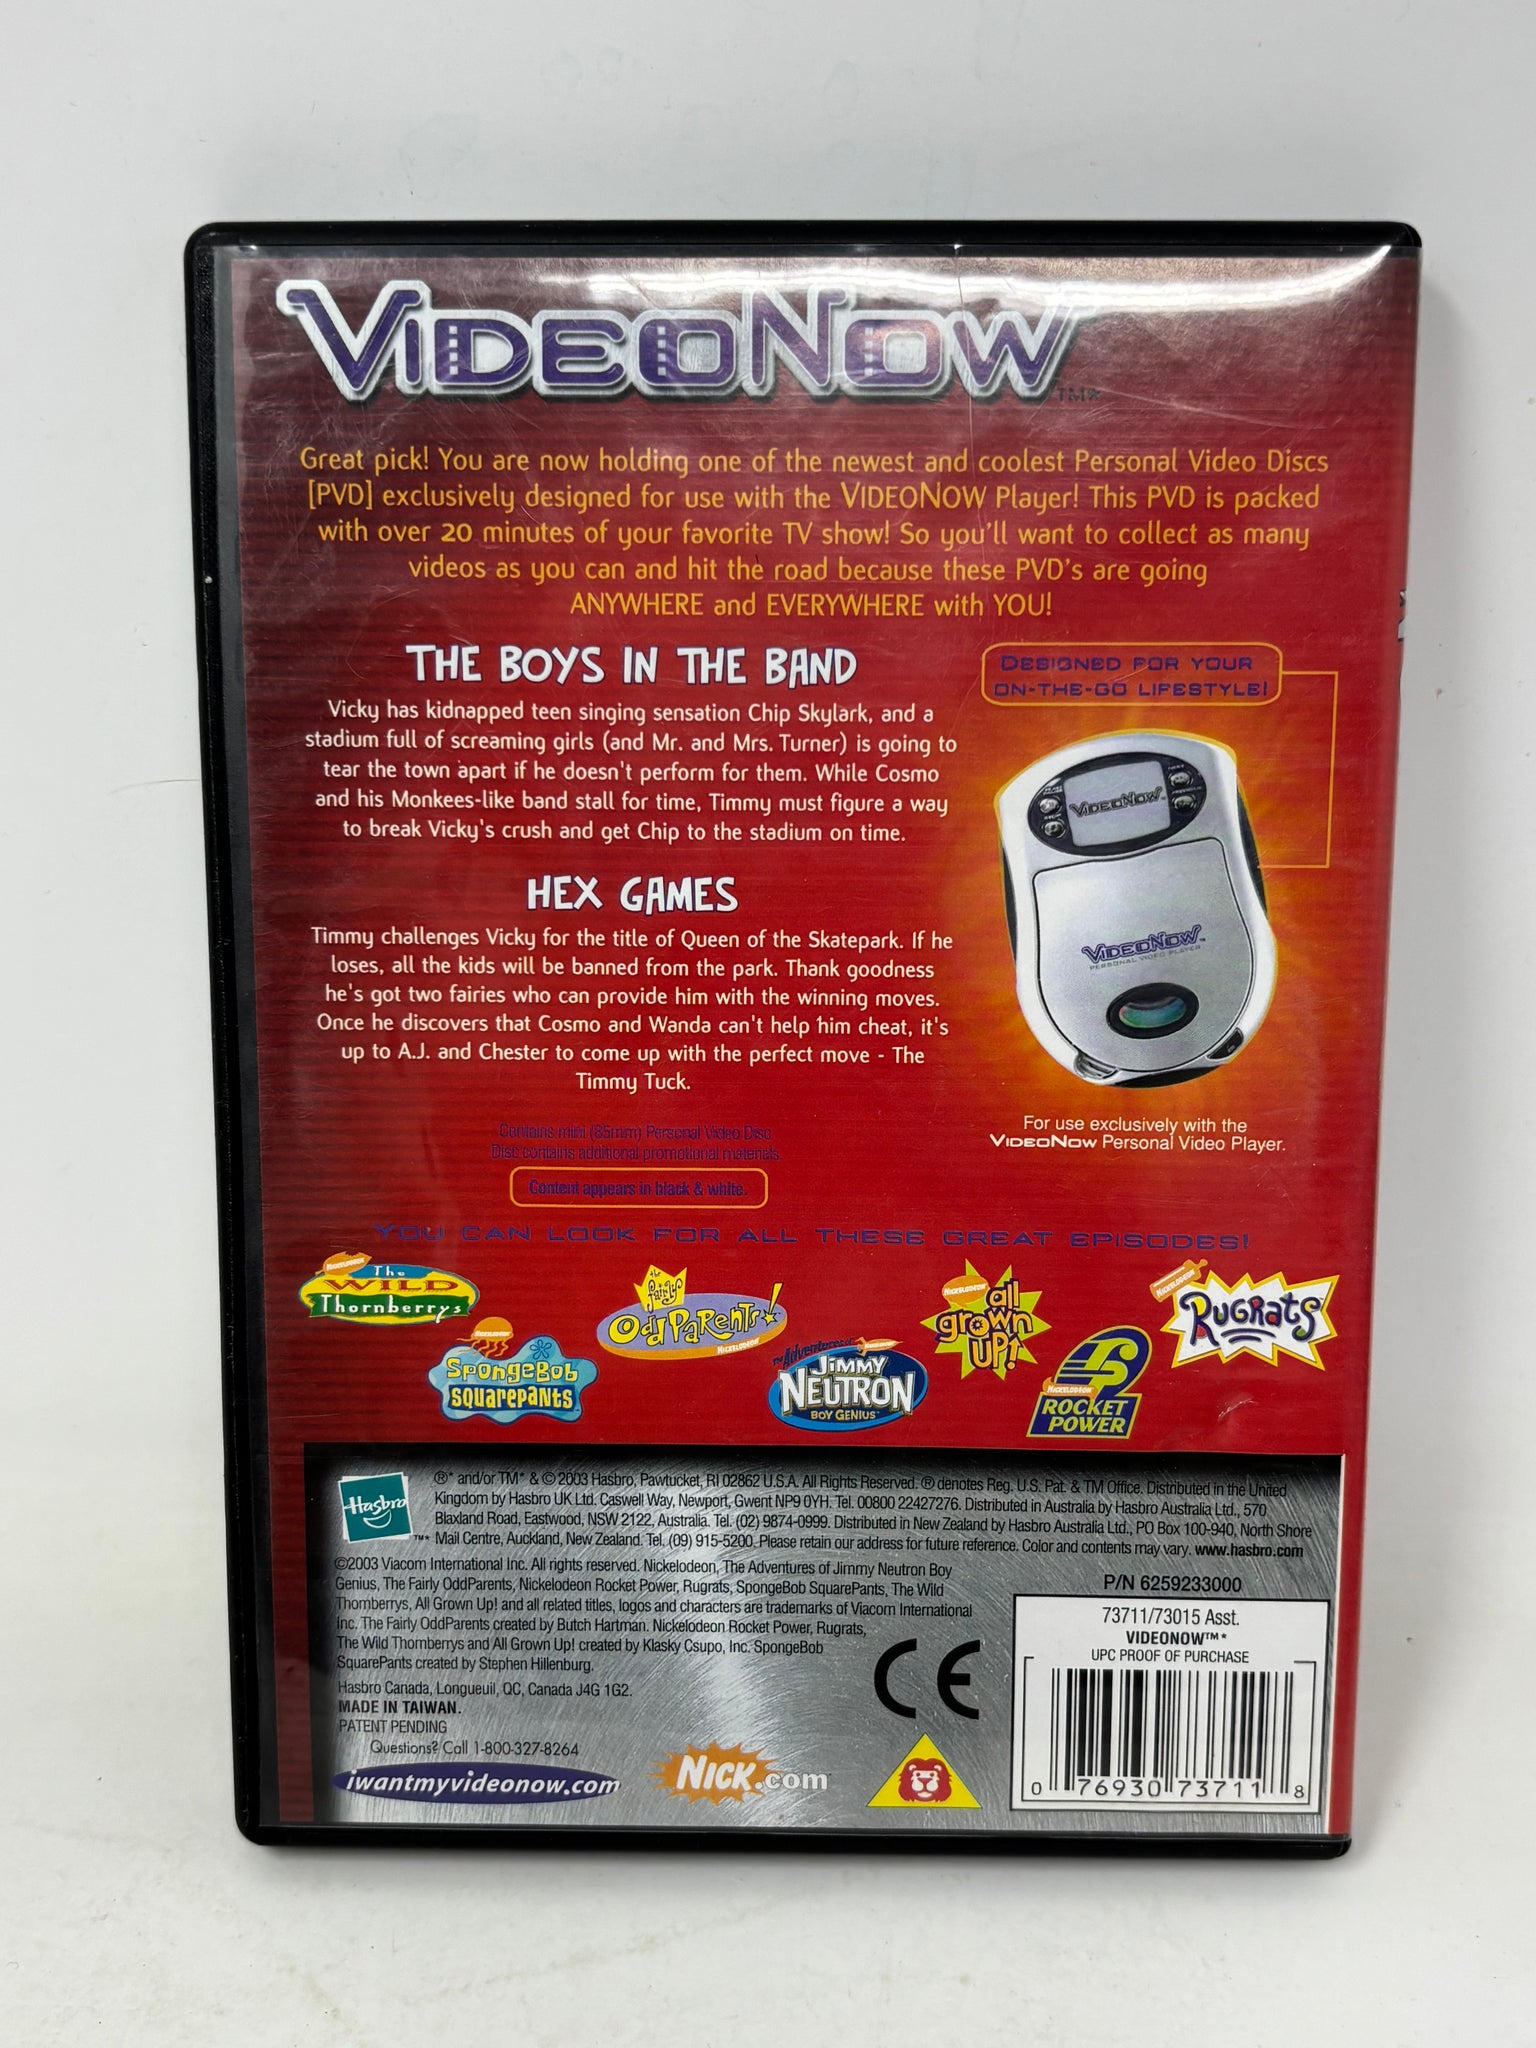 VIDEONOW
TM*
Great pick! You are now holding one of the newest and coolest Personal Video Discs
[PVD] exclusively designed for use with the VIDEONOW Player! This PVD is packed
with over 20 minutes of your favorite TV show! So you'll want to collect as many
videos as you can and hit the road because these PVD's are going
ANYWHERE and EVERYWHERE with YOU!
THE BOYS IN THE BAND
Vicky has kidnapped teen singing sensation Chip Skylark, and a
stadium full of screaming girls (and Mr. and Mrs. Turner) is going to
tear the town apart if he doesn't perform for them. While Cosmo
and his Monkees-like band stall for time, Timmy must figure a way
to break Vicky's crush and get Chip to the stadium on time.
HEX GAMES
Timmy challenges Vicky for the title of Queen of the Skatepark. If he
loses, all the kids will be banned from the park. Thank goodness
he's got two fairies who can provide him with the winning moves.
Once he discovers that Cosmo and Wanda can't help him cheat, it's
up to A.J. and Chester to come up with the perfect move - The
Timmy Tuck.
DESIGNED FOR YOUR
ON-THE-GO LIFESTYLE!
VIDEONOW
VIDEONOW
PERSONAL VIDEO PLAYER
For use exclusively with the
VIDEONOW Personal Video Player.
Contains mini (85mm) Personal Video Disc
Disc contains additional promotional materials.
Content appears in black & white.
YOU CAN LOOK FOR ALL THESE GREAT EPISODES!
NICKELODEON
The
WILD
Thornberrys
NICKELODEON
SPONGEBOB
SQUAREPANTS
the
fairly
OddParents!
NICKELODEON
The Adventures of
JIMMY
NEUTRON
BOY GENIUS
NICKELODEON
all
grown
UP!
NICKELODEON
ROCKET
POWER
NICKELODEON
RUGRATS
Hasbro
®* and/or TM* & © 2003 Hasbro, Pawtucket, RI 02862 U.S.A. All Rights Reserved. ® denotes Reg. U.S. Pat. & TM Office. Distributed in the United
Kingdom by Hasbro UK Ltd. Caswell Way, Newport, Gwent NP9 0YH. Tel. 00800 22427276. Distributed in Australia by Hasbro Australia Ltd., 570
Blaxland Road, Eastwood, NSW 2122, Australia. Tel. (02) 9874-0999. Distributed in New Zealand by Hasbro Australia Ltd., PO Box 100-940, North Shore
™* Mail Centre, Auckland, New Zealand. Tel. (09) 915-5200. Please retain our address for future reference. Color and contents may vary. www.hasbro.com
©2003 Viacom International Inc. All rights reserved. Nickelodeon, The Adventures of Jimmy Neutron Boy
Genius, The Fairly OddParents, Nickelodeon Rocket Power, Rugrats, SpongeBob SquarePants, The Wild
Thornberrys, All Grown Up! and all related titles, logos and characters are trademarks of Viacom International
Inc. The Fairly OddParents created by Butch Hartman. Nickelodeon Rocket Power, Rugrats,
The Wild Thornberrys and All Grown Up! created by Klasky Csupo, Inc. SpongeBob
SquarePants created by Stephen Hillenburg.
Hasbro Canada, Longueuil, QC, Canada J4G 1G2.
MADE IN TAIWAN.
PATENT PENDING
Questions? Call 1-800-327-8264
iwantmyvideonow.com
NICK.com
CE
P/N 6259233000
73711/73015 Asst.
VIDEONOW™*
UPC PROOF OF PURCHASE
0 76930 73711 8